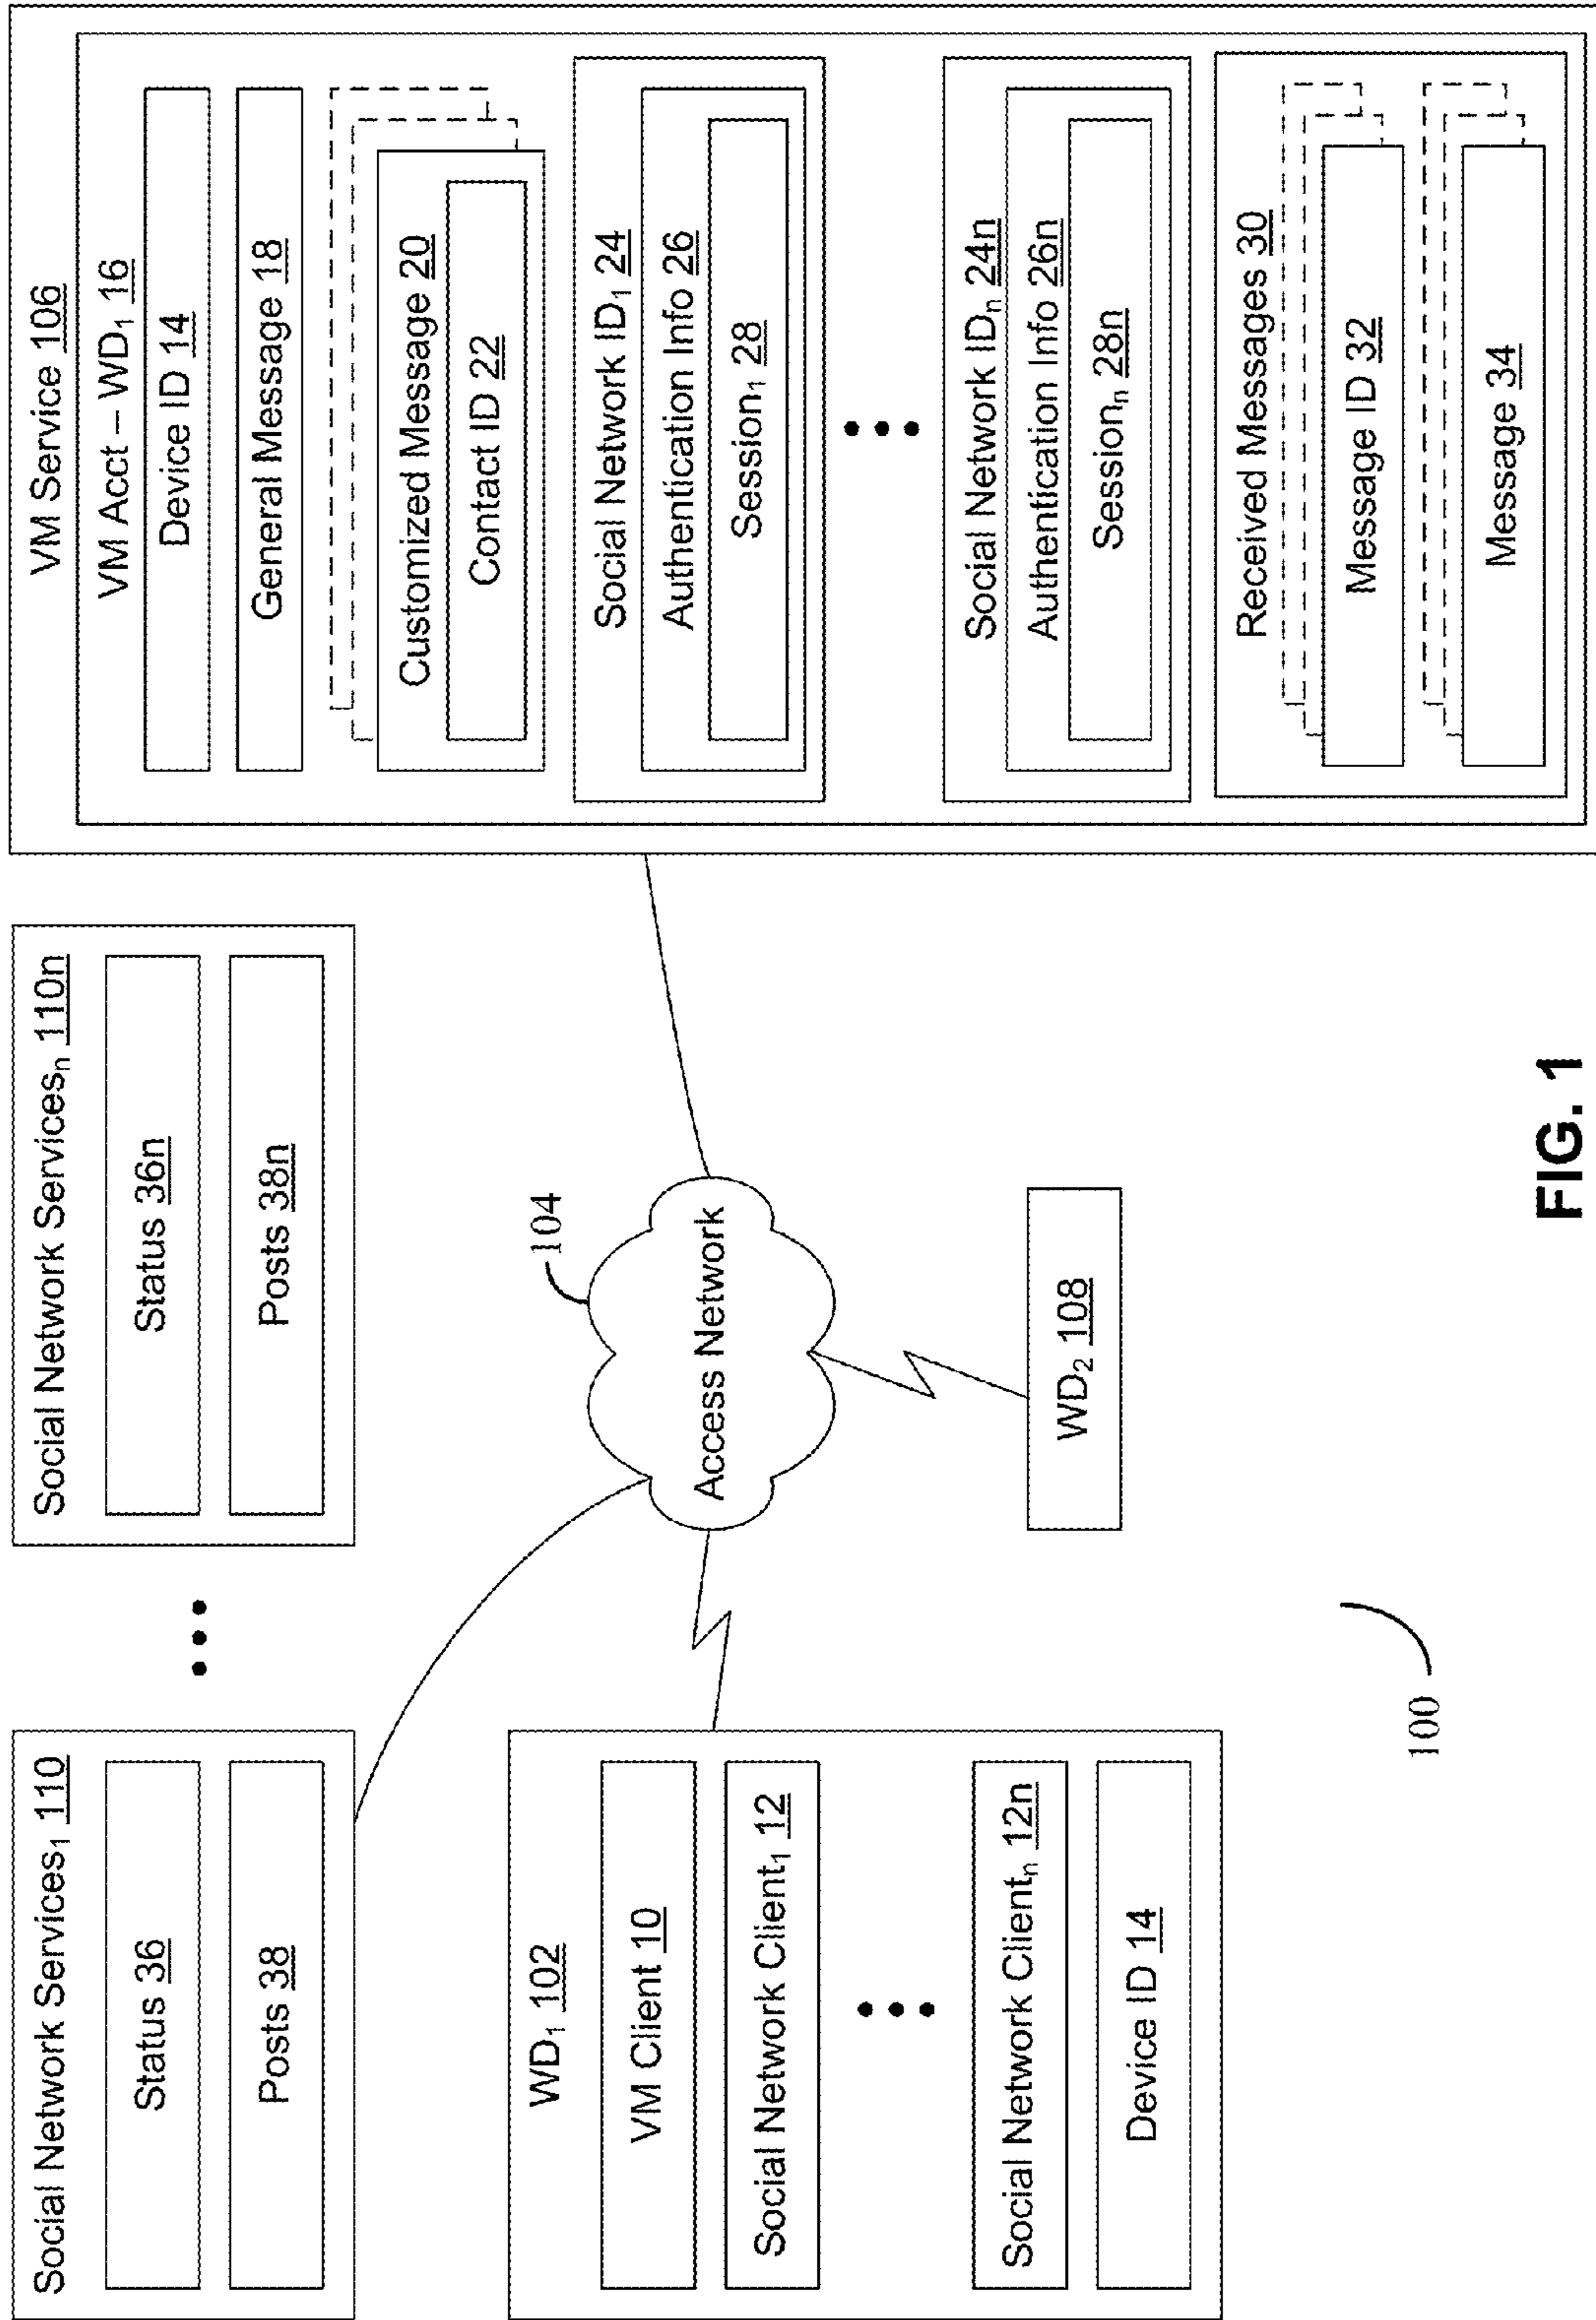 Social Network Services₁ 110
Status 36
Posts 38
•••
Social Network Servicesₙ 110n
Status 36n
Posts 38n
WD₁ 102
VM Client 10
Social Network Client₁ 12
•••
Social Network Clientₙ 12n
Device ID 14
104
Access Network
WD₂ 108
100
VM Service 106
VM Acct – WD₁ 16
Device ID 14
General Message 18
Customized Message 20
Contact ID 22
Social Network ID₁ 24
Authentication Info 26
Session₁ 28
•••
Social Network IDₙ 24n
Authentication Info 26n
Sessionₙ 28n
Received Messages 30
Message ID 32
Message 34
FIG. 1